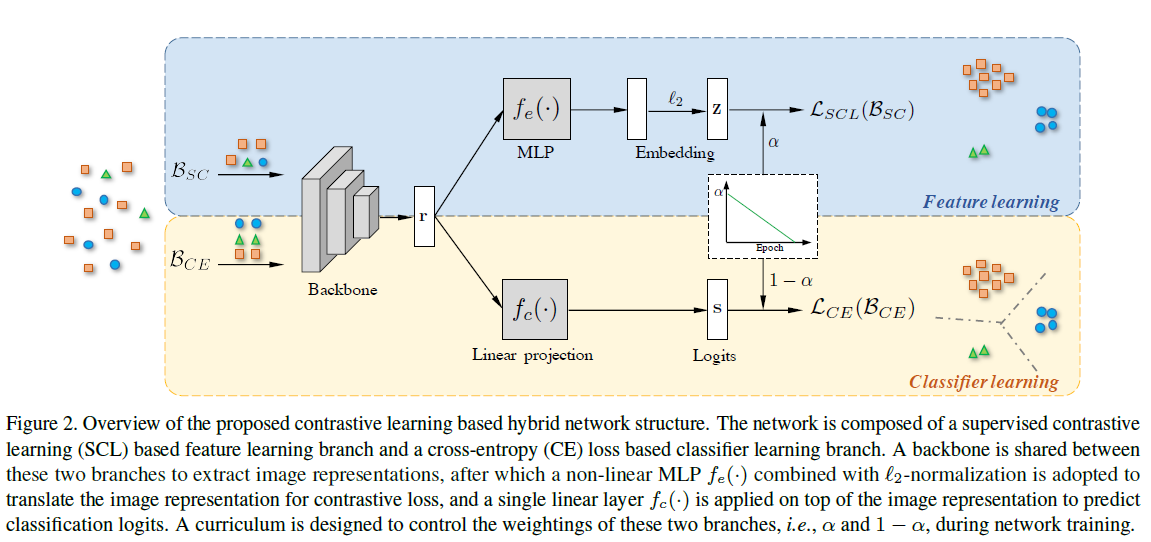 ℬ_SC
ℬ_CE
Backbone
r
f_e(·)
MLP
ℓ₂
z
Embedding
ℒ_SCL(ℬ_SC)
α
α
Epoch
Feature learning
1 − α
f_c(·)
Linear projection
s
Logits
ℒ_CE(ℬ_CE)
Classifier learning
Figure 2. Overview of the proposed contrastive learning based hybrid network structure. The network is composed of a supervised contrastive
learning (SCL) based feature learning branch and a cross-entropy (CE) loss based classifier learning branch. A backbone is shared between
these two branches to extract image representations, after which a non-linear MLP f_e(·) combined with ℓ₂-normalization is adopted to
translate the image representation for contrastive loss, and a single linear layer f_c(·) is applied on top of the image representation to predict
classification logits. A curriculum is designed to control the weightings of these two branches, i.e., α and 1 − α, during network training.